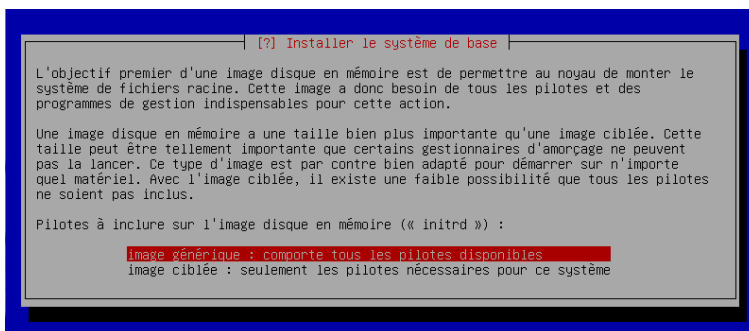 [?] Installer le système de base
L'objectif premier d'une image disque en mémoire est de permettre au noyau de monter le
système de fichiers racine. Cette image a donc besoin de tous les pilotes et des
programmes de gestion indispensables pour cette action.
Une image disque en mémoire a une taille bien plus importante qu'une image ciblée. Cette
taille peut être tellement importante que certains gestionnaires d'amorçage ne peuvent
pas la lancer. Ce type d'image est par contre bien adapté pour démarrer sur n'importe
quel matériel. Avec l'image ciblée, il existe une faible possibilité que tous les pilotes
ne soient pas inclus.
Pilotes à inclure sur l'image disque en mémoire (« initrd ») :
image générique : comporte tous les pilotes disponibles
image ciblée : seulement les pilotes nécessaires pour ce système